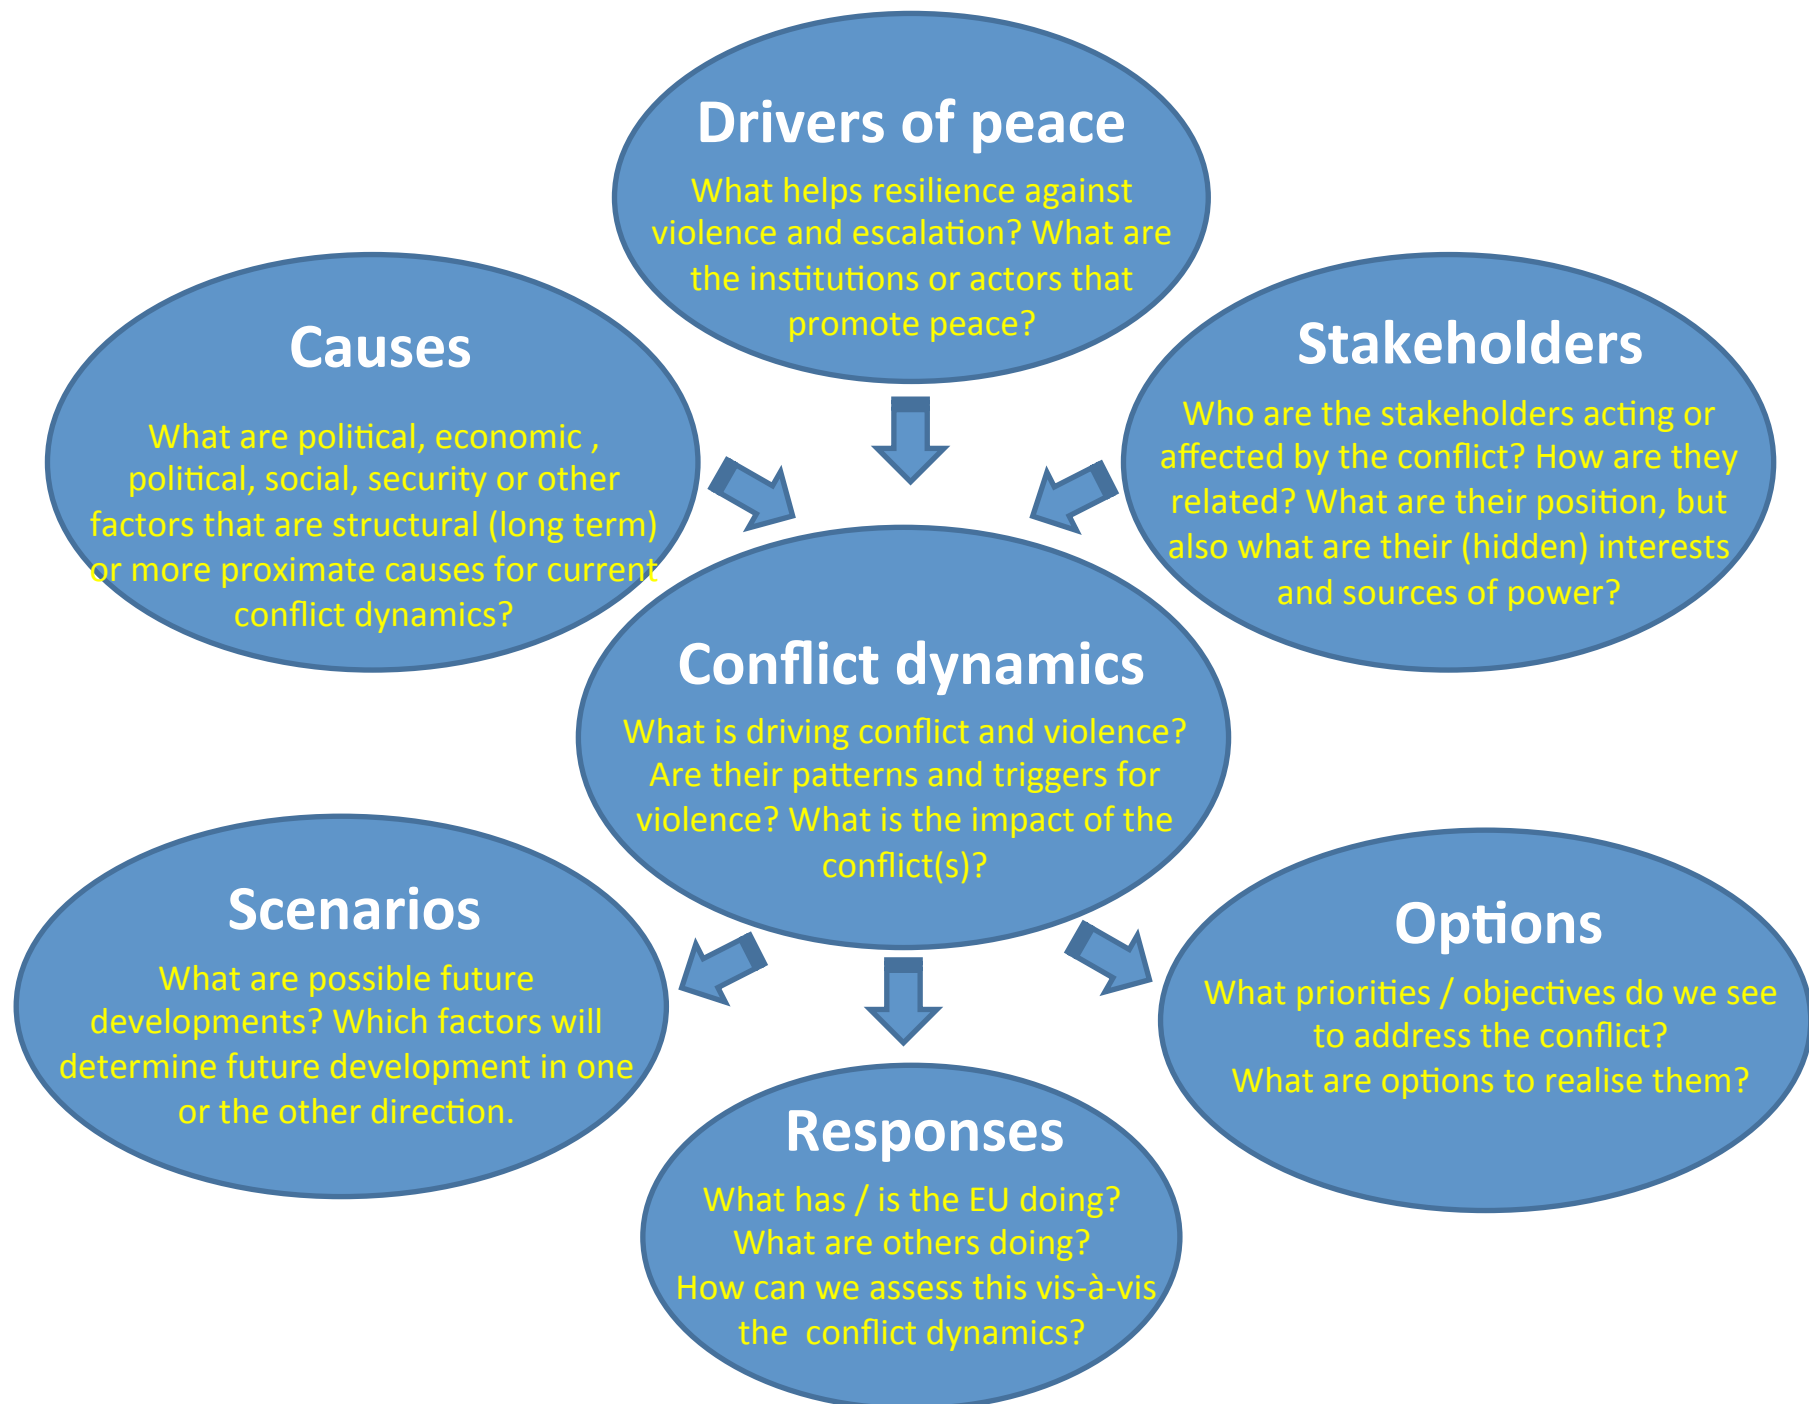 Drivers of peace
What helps resilience against
violence and escalation? What are
the institutions or actors that
promote peace?
Causes
What are political, economic ,
political, social, security or other
factors that are structural (long term)
or more proximate causes for current
conflict dynamics?
Stakeholders
Who are the stakeholders acting or
affected by the conflict? How are they
related? What are their position, but
also what are their (hidden) interests
and sources of power?
Conflict dynamics
What is driving conflict and violence?
Are their patterns and triggers for
violence? What is the impact of the
conflict(s)?
Scenarios
What are possible future
developments? Which factors will
determine future development in one
or the other direction.
Options
What priorities / objectives do we see
to address the conflict?
What are options to realise them?
Responses
What has / is the EU doing?
What are others doing?
How can we assess this vis-à-vis
the  conflict dynamics?